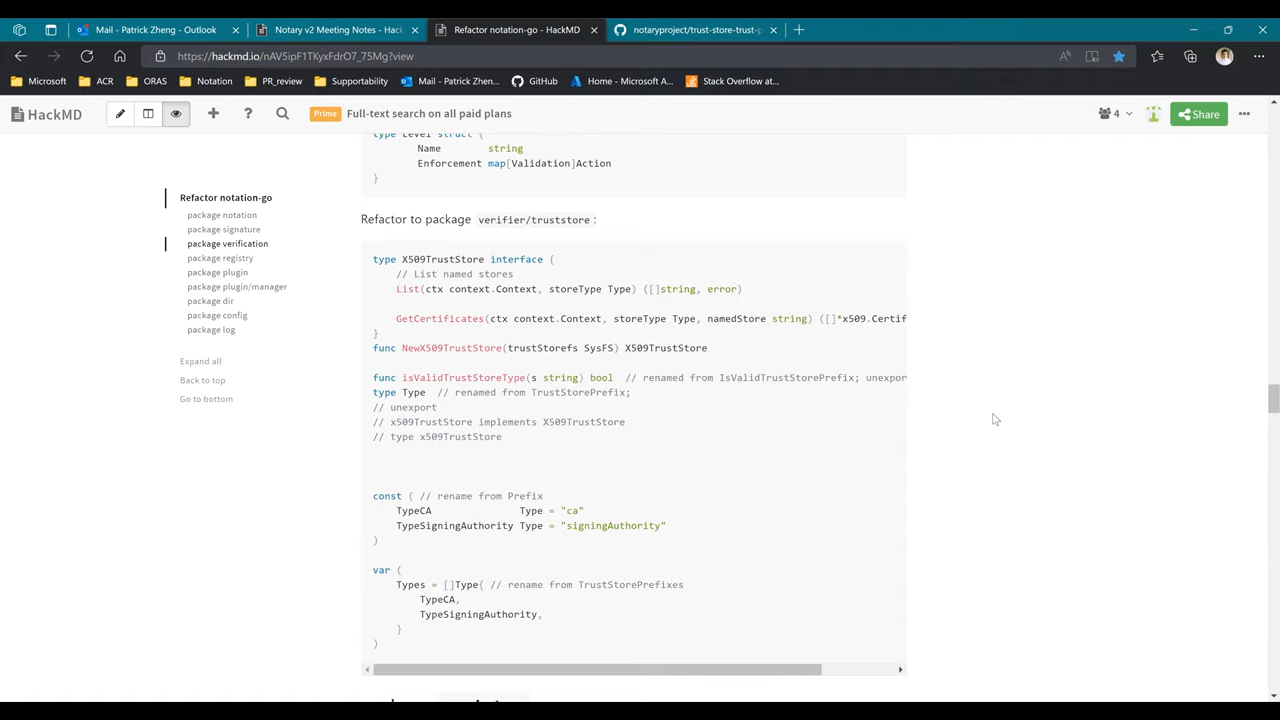 Mail - Patrick Zheng - Outlook
Notary v2 Meeting Notes - Hack
Refactor notation-go - HackMD
notaryproject/trust-store-trust-p
https://hackmd.io/nAV5ipF1TKyxFdrO7_75Mg?view
Microsoft
ACR
ORAS
Notation
PR_review
Supportability
Mail - Patrick Zhen...
GitHub
Home - Microsoft A...
Stack Overflow at...
HackMD
Prime
Full-text search on all paid plans
4
Share
type Level struct {
Name string
Enforcement map[Validation]Action
}
Refactor notation-go
package notation
package signature
package verification
package registry
package plugin
package plugin/manager
package dir
package config
package log
Expand all
Back to top
Go to bottom
Refactor to package verifier/truststore:
type X509TrustStore interface {
// List named stores
List(ctx context.Context, storeType Type) ([]string, error)
GetCertificates(ctx context.Context, storeType Type, namedStore string) ([]*x509.Certif
}
func NewX509TrustStore(trustStorefs SysFS) X509TrustStore
func isValidTrustStoreType(s string) bool // renamed from IsValidTrustStorePrefix; unexpor
type Type // renamed from TrustStorePrefix;
// unexport
// x509TrustStore implements X509TrustStore
// type x509TrustStore
const ( // rename from Prefix
TypeCA Type = "ca"
TypeSigningAuthority Type = "signingAuthority"
)
var (
Types = []Type{ // rename from TrustStorePrefixes
TypeCA,
TypeSigningAuthority,
}
)